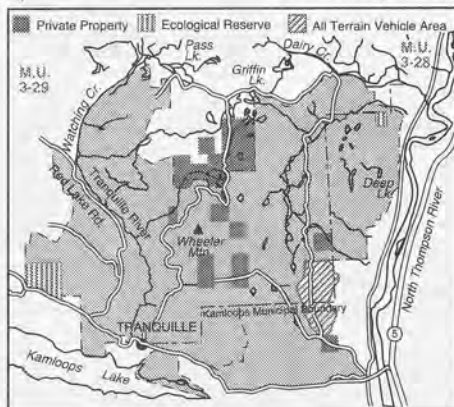 Private Property
Ecological Reserve
All Terrain Vehicle Area
Pass
Lk.
Dairy Cr.
M.U.
3-28
Griffin
Lk.
M.U.
3-29
Watching Cr.
Tranquille River
Red Lake Rd.
Deep
Lk.
Wheeler
Mtn.
North Thompson River
Kamloops Municipal Boundary
TRANQUILLE
5
Kamloops Lake